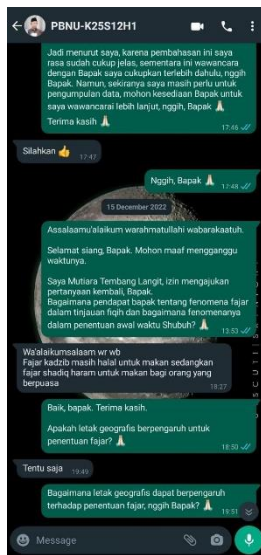 PBNU-K25S12H1
Jadi menurut saya, karena pembahasan ini saya
rasa sudah cukup jelas, sementara ini wawancara
dengan Bapak saya cukupkan terlebih dahulu, nggih
Bapak. Namun, sekiranya saya masih perlu untuk
pengumpulan data, mohon kesediaan Bapak untuk
saya wawancarai lebih lanjut, nggih, Bapak 🙏
Terima kasih 🙏
17.46
Silahkan 👍 17.47
Nggih, Bapak 🙏 17.48
15 December 2022
Assalaamu'alaikum warahmatullahi wabarakaatuh.
Selamat siang, Bapak. Mohon maaf mengganggu
waktunya.
Saya Mutiara Tembang Langit, izin mengajukan
pertanyaan kembali, Bapak.
Bagaimana pendapat bapak tentang fenomena fajar
dalam tinjauan fiqih dan bagaimana fenomenanya
dalam penentuan awal waktu Shubuh? 🙏 13.53
Wa'alaikumsalaam wr wb
Fajar kadzib masih halal untuk makan sedangkan
fajar shadiq haram untuk makan bagi orang yang
berpuasa 18.27
Baik, bapak. Terima kasih.
Apakah letak geografis berpengaruh untuk
penentuan fajar? 🙏 18.50
Tentu saja 19.49
Bagaimana letak geografis dapat berpengaruh
terhadap penentuan fajar, nggih Bapak? 🙏 19.51
Message